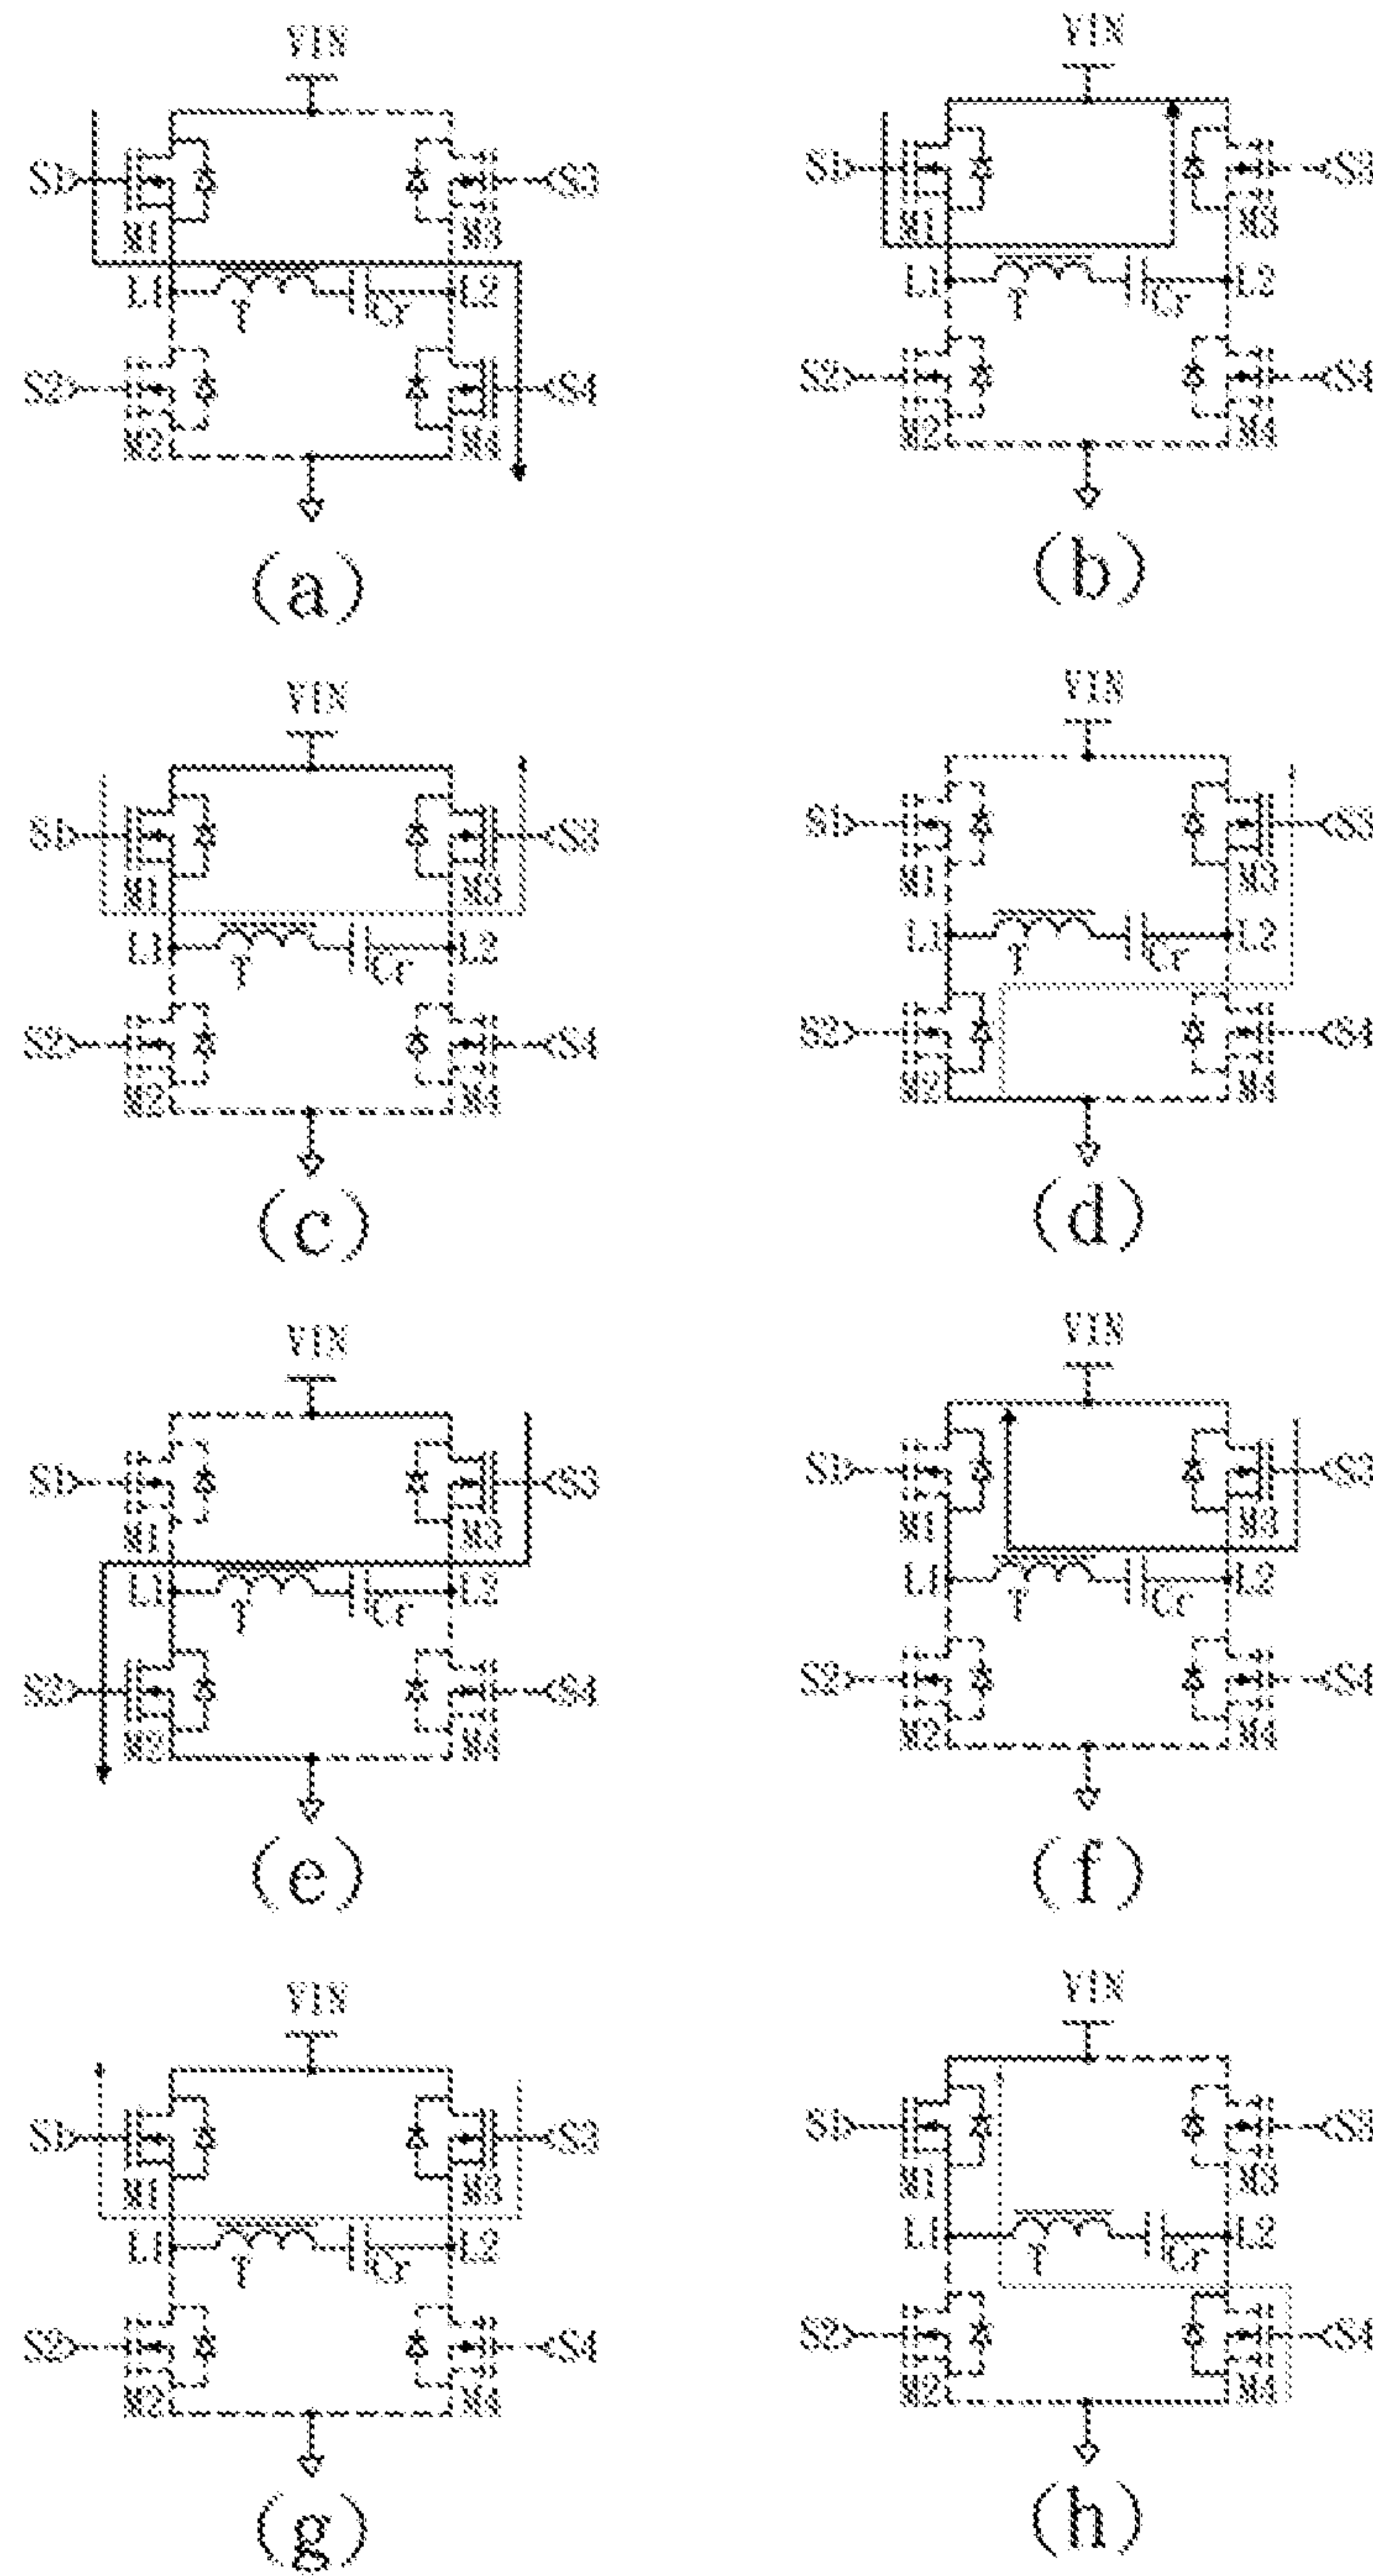 VIN VIN
S1 S3 S1 S3
M1 M3 M1 M3
L1 L2 L1 L2
T Cr T Cr
S2 S4 S2 S4
M2 M4 M2 M4
(a) (b)
VIN VIN
S1 S3 S1 S3
M1 M3 M1 M3
L1 L2 L1 L2
T Cr T Cr
S2 S4 S2 S4
M2 M4 M2 M4
(c) (d)
VIN VIN
S1 S3 S1 S3
M1 M3 M1 M3
L1 L2 L1 L2
T Cr T Cr
S2 S4 S2 S4
M2 M4 M2 M4
(e) (f)
VIN VIN
S1 S3 S1 S3
M1 M3 M1 M3
L1 L2 L1 L2
T Cr T Cr
S2 S4 S2 S4
M2 M4 M2 M4
(g) (h)